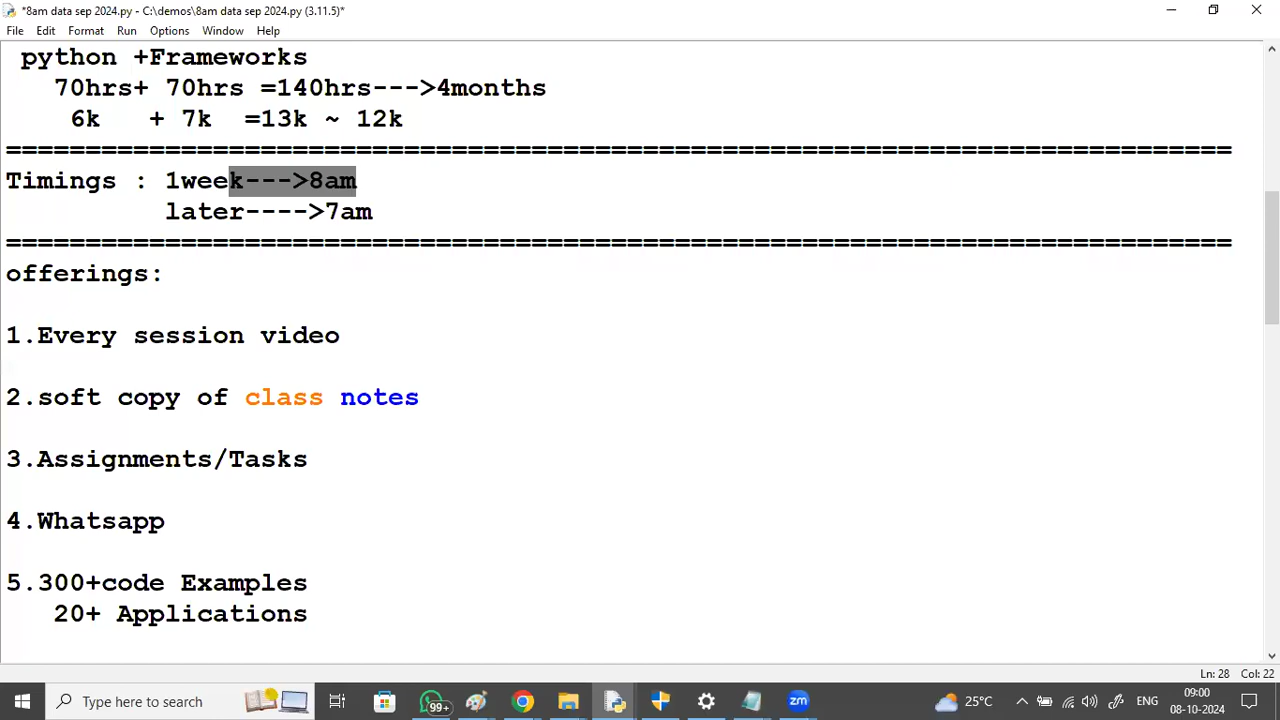 *8am data sep 2024.py - C:\demos\8am data sep 2024.py (3.11.5)*
File Edit Format Run Options Window Help
python +Frameworks
70hrs+ 70hrs =140hrs--->4months
6k + 7k =13k ~ 12k
==============================================================================
Timings : 1week--->8am
later---->7am
==============================================================================
offerings:
1.Every session video
2.soft copy of class notes
3.Assignments/Tasks
4.Whatsapp
5.300+code Examples
20+ Applications
Ln: 28 Col: 22
Type here to search
99+
zm
25°C
ENG
09:00
08-10-2024